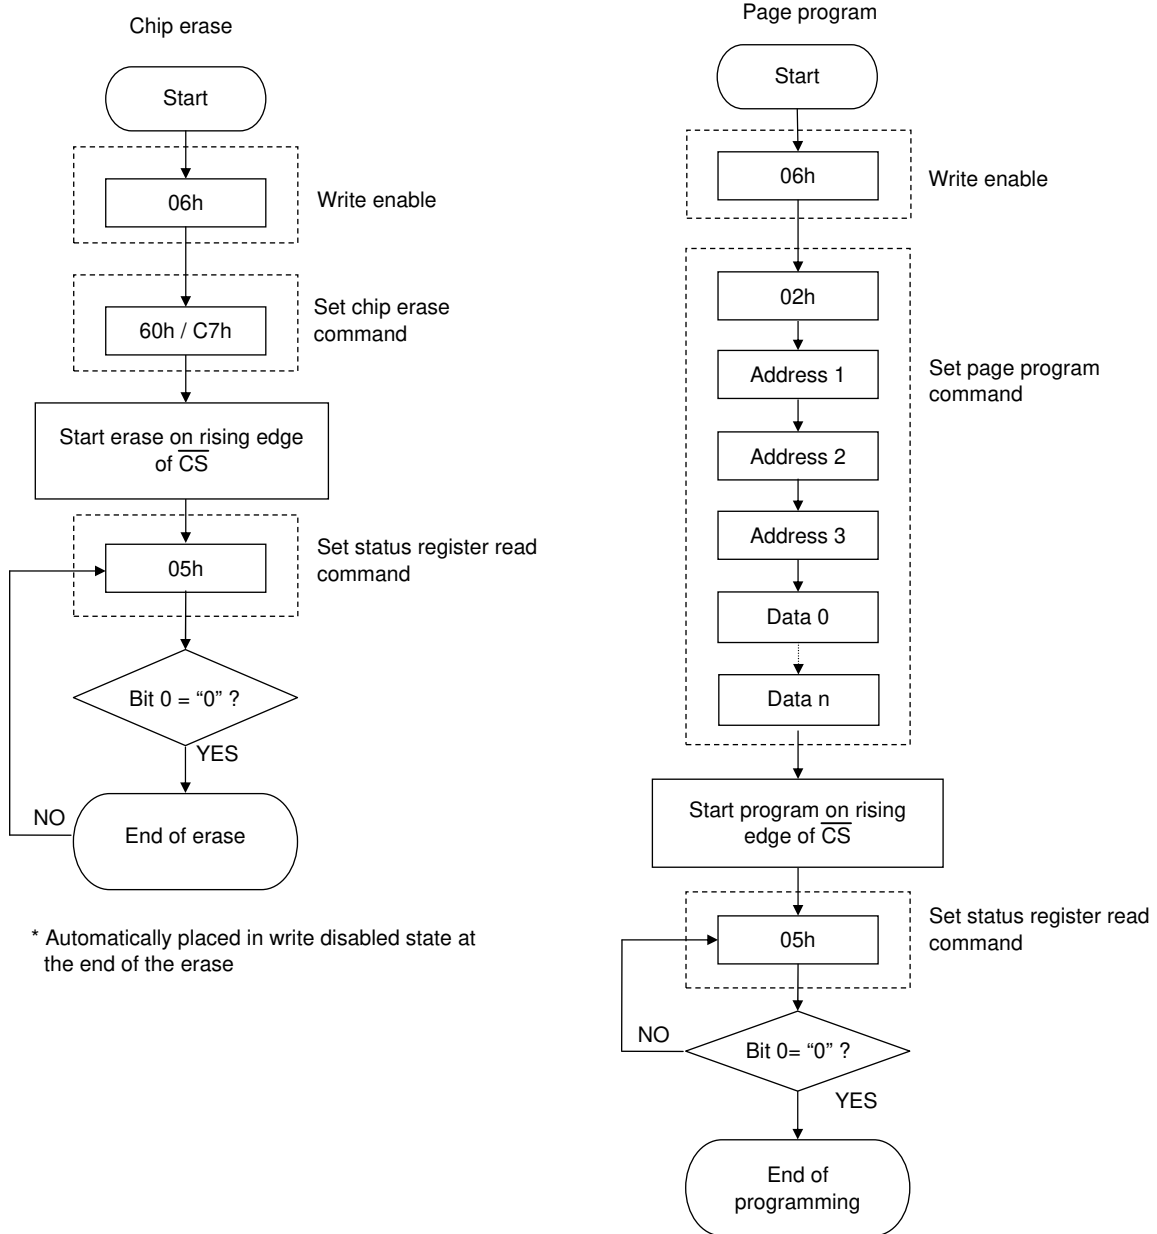 Chip erase
Start
06h
Write enable
60h / C7h
Set chip erase
command
Start erase on rising edge
of C̅S̅
05h
Set status register read
command
Bit 0 = “0” ?
YES
NO
End of erase
* Automatically placed in write disabled state at
the end of the erase
Page program
Start
06h
Write enable
02h
Address 1
Set page program
command
Address 2
Address 3
Data 0
Data n
Start program on rising
edge of C̅S̅
05h
Set status register read
command
NO
Bit 0= “0” ?
YES
End of
programming